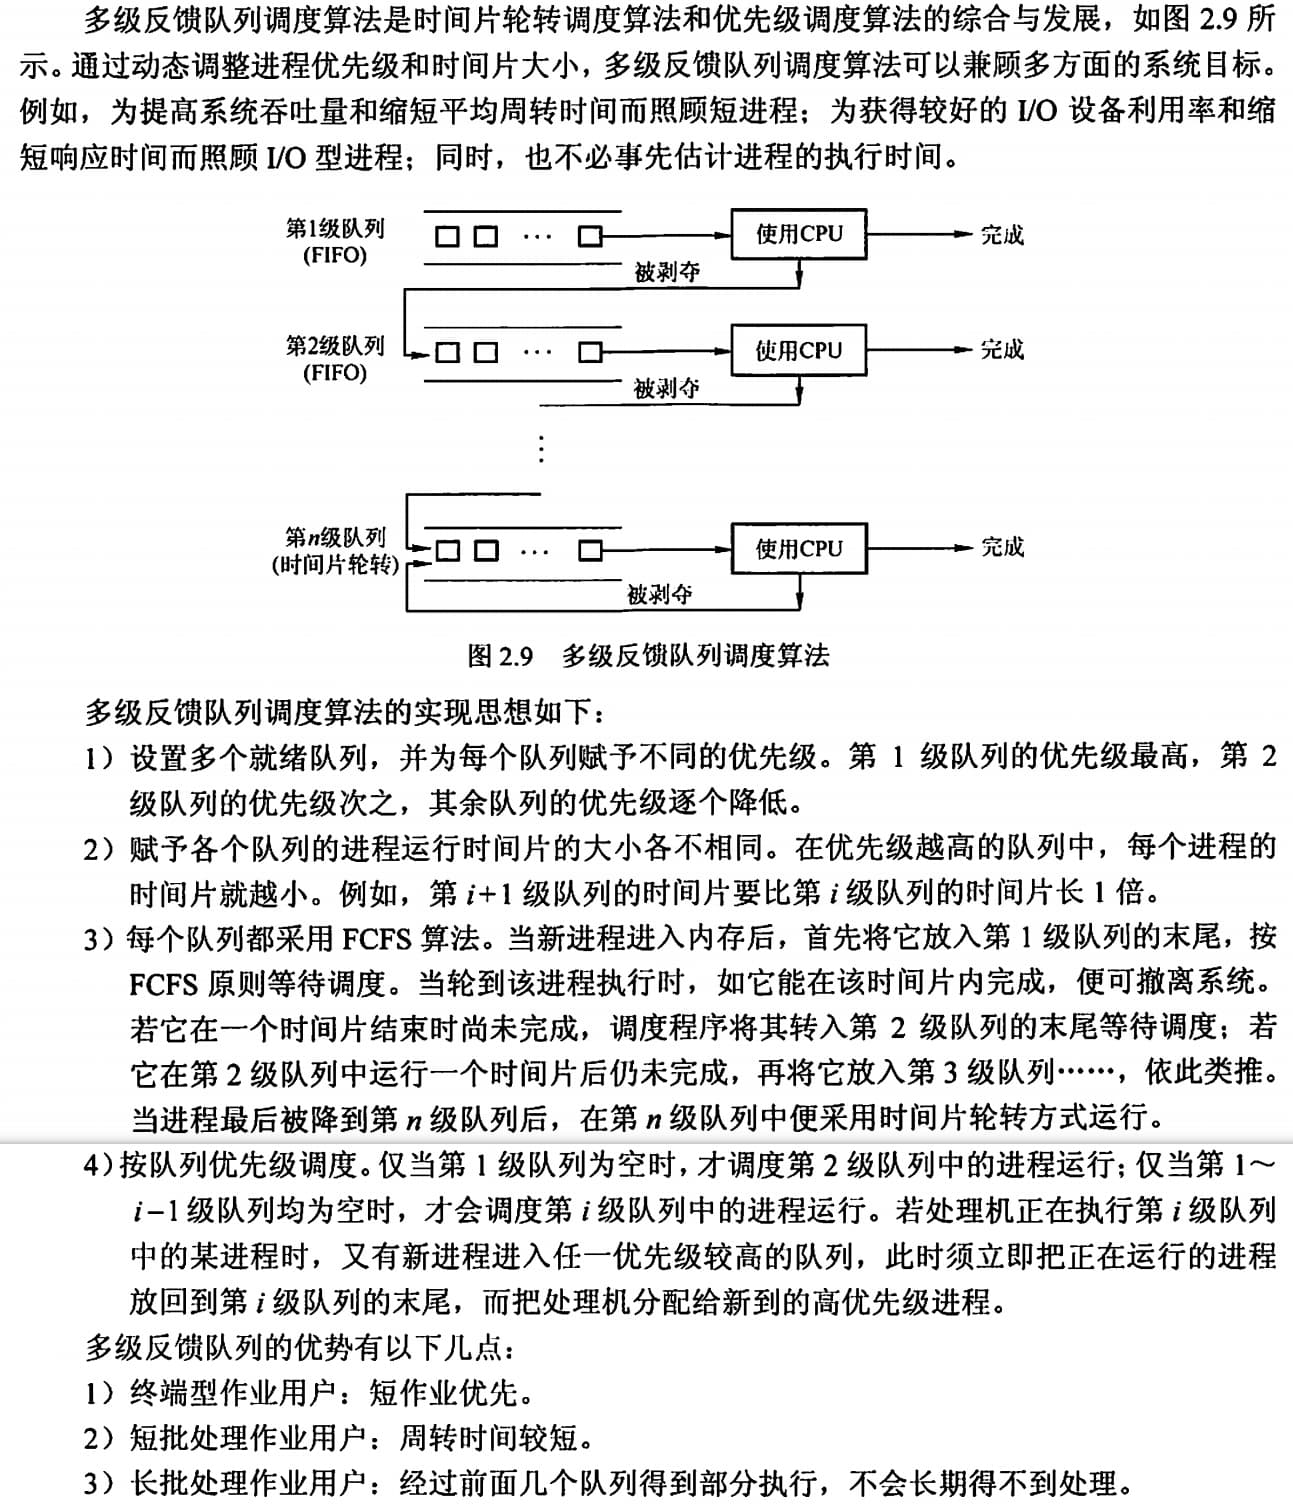 多级反馈队列调度算法是时间片轮转调度算法和优先级调度算法的综合与发展，如图 2.9 所
示。通过动态调整进程优先级和时间片大小，多级反馈队列调度算法可以兼顾多方面的系统目标。
例如，为提高系统吞吐量和缩短平均周转时间而照顾短进程；为获得较好的 I/O 设备利用率和缩
短响应时间而照顾 I/O 型进程；同时，也不必事先估计进程的执行时间。
第1级队列
(FIFO)
…
使用CPU
完成
被剥夺
第2级队列
(FIFO)
…
使用CPU
完成
被剥夺
⋮
第n级队列
(时间片轮转)
…
使用CPU
完成
被剥夺
图 2.9 多级反馈队列调度算法
多级反馈队列调度算法的实现思想如下：
1）设置多个就绪队列，并为每个队列赋予不同的优先级。第 1 级队列的优先级最高，第 2
级队列的优先级次之，其余队列的优先级逐个降低。
2）赋予各个队列的进程运行时间片的大小各不相同。在优先级越高的队列中，每个进程的
时间片就越小。例如，第 i+1 级队列的时间片要比第 i 级队列的时间片长 1 倍。
3）每个队列都采用 FCFS 算法。当新进程进入内存后，首先将它放入第 1 级队列的末尾，按
FCFS 原则等待调度。当轮到该进程执行时，如它能在该时间片内完成，便可撤离系统。
若它在一个时间片结束时尚未完成，调度程序将其转入第 2 级队列的末尾等待调度；若
它在第 2 级队列中运行一个时间片后仍未完成，再将它放入第 3 级队列……，依此类推。
当进程最后被降到第 n 级队列后，在第 n 级队列中便采用时间片轮转方式运行。
4）按队列优先级调度。仅当第 1 级队列为空时，才调度第 2 级队列中的进程运行；仅当第 1～
i−1 级队列均为空时，才会调度第 i 级队列中的进程运行。若处理机正在执行第 i 级队列
中的某进程时，又有新进程进入任一优先级较高的队列，此时须立即把正在运行的进程
放回到第 i 级队列的末尾，而把处理机分配给新到的高优先级进程。
多级反馈队列的优势有以下几点：
1）终端型作业用户：短作业优先。
2）短批处理作业用户：周转时间较短。
3）长批处理作业用户：经过前面几个队列得到部分执行，不会长期得不到处理。